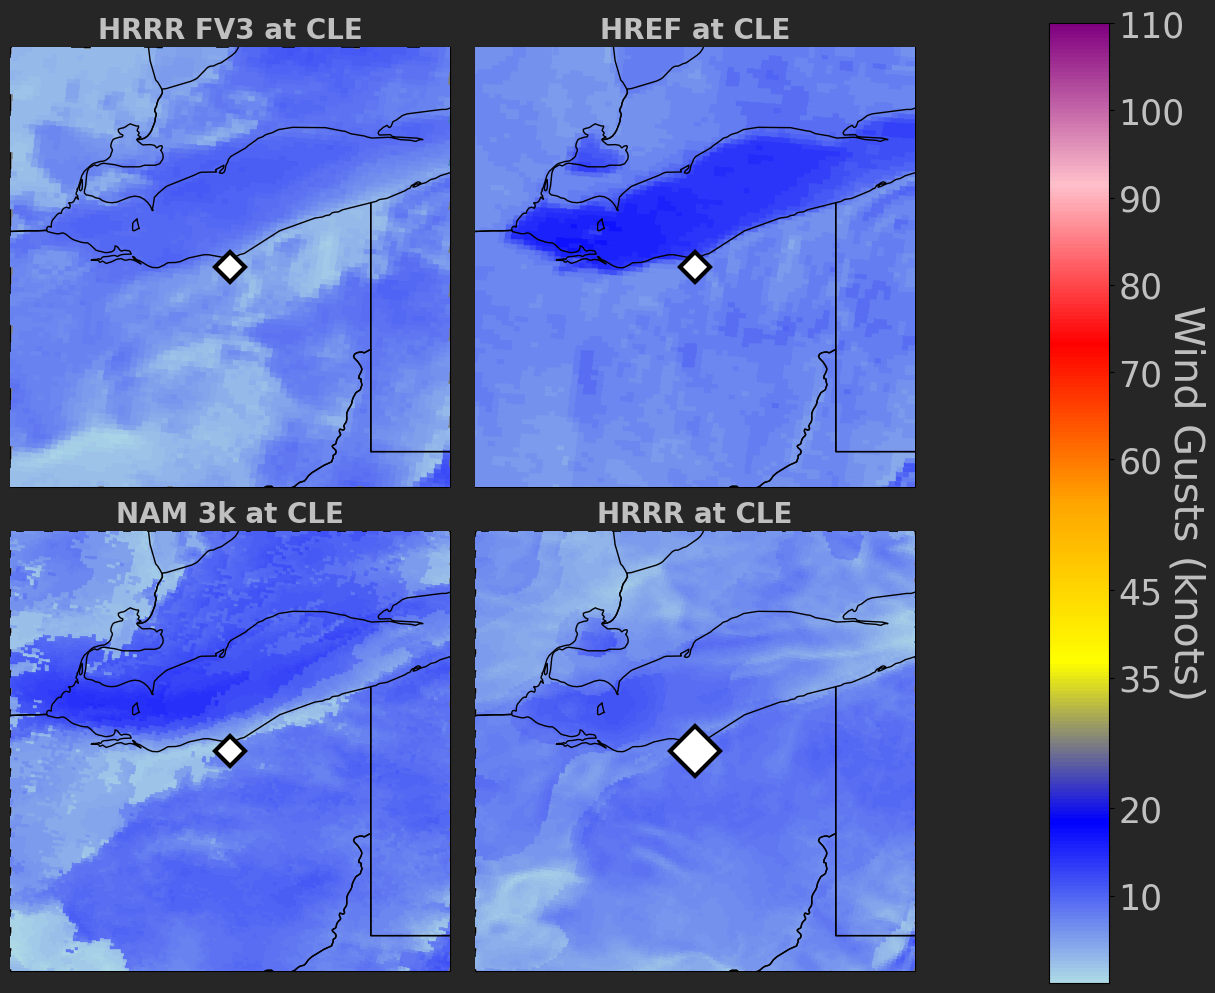 HRRR FV3 at CLE
HREF at CLE
NAM 3k at CLE
HRRR at CLE
110
100
90
80
70
60
45
35
20
10
Wind Gusts (knots)